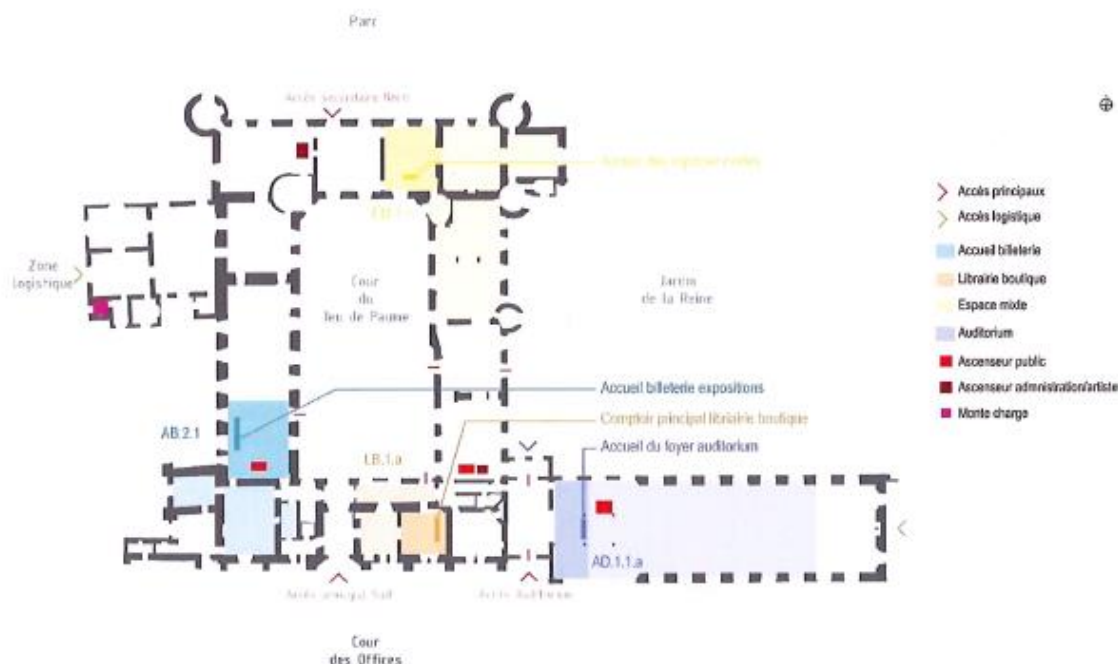 Parc
Accès secondaire Nord
Zone
Logistique
Cour
du
Jeu de Paume
Jardin
de la Reine
Accès principaux
Accès logistique
Accueil billeterie
Librairie boutique
Espace mixte
Auditorium
Ascenseur public
Ascenseur admnistration/artiste
Monte charge
Accueil billeterie expositions
Comptoir principal librairie boutique
Accueil du foyer auditorium
AB.2.1
LB.1.a
AD.1.1.a
Accès principal Sud
Accès Auditorium
Cour
des Offices